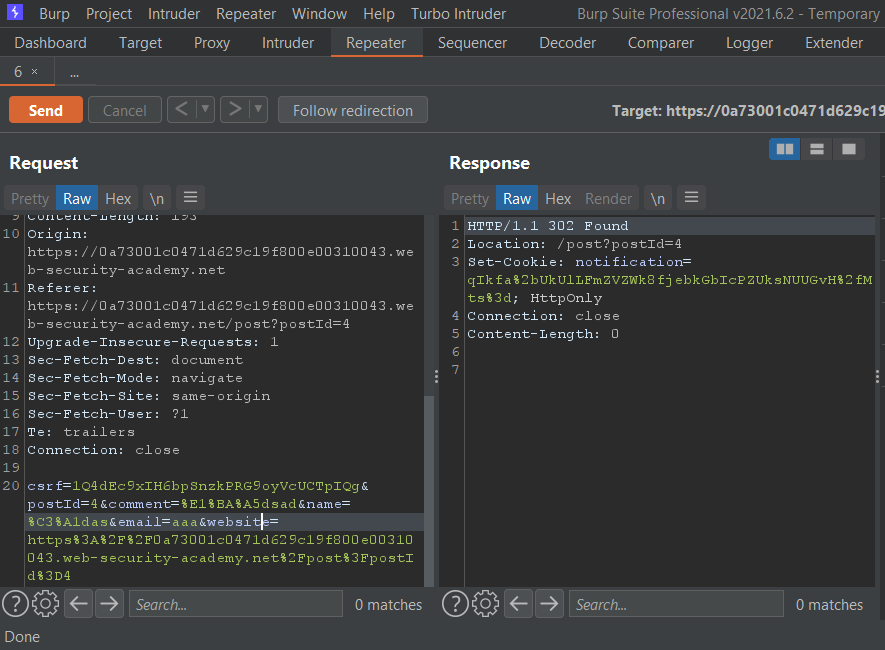 Burp Project Intruder Repeater Window Help Turbo Intruder Burp Suite Professional v2021.6.2 - Temporary
Dashboard Target Proxy Intruder Repeater Sequencer Decoder Comparer Logger Extender
6 × ...
Send Cancel < ▼ > ▼ Follow redirection Target: https://0a73001c0471d629c19
Request
Pretty Raw Hex \n ≡
9 Content-Length: 193
10 Origin:
https://0a73001c0471d629c19f800e00310043.we
b-security-academy.net
11 Referer:
https://0a73001c0471d629c19f800e00310043.we
b-security-academy.net/post?postId=4
12 Upgrade-Insecure-Requests: 1
13 Sec-Fetch-Dest: document
14 Sec-Fetch-Mode: navigate
15 Sec-Fetch-Site: same-origin
16 Sec-Fetch-User: ?1
17 Te: trailers
18 Connection: close
19
20 csrf=1Q4dEc9xIH6bpSnzkPRG9oyVcUCTpIQg&
postId=4&comment=%E1%BA%A5dsad&name=
%C3%A1das&email=aaa&website=
https%3A%2F%2F0a73001c0471d629c19f800e00310
043.web-security-academy.net%2Fpost%3FpostI
d%3D4
? Search... 0 matches
Response
Pretty Raw Hex Render \n ≡
1 HTTP/1.1 302 Found
2 Location: /post?postId=4
3 Set-Cookie: notification=
qIkfa%2bUkUlLFmZVZWk8fjebkGbIcPZUksNUUGvH%2fM
ts%3d; HttpOnly
4 Connection: close
5 Content-Length: 0
6
7
? Search... 0 matches
Done